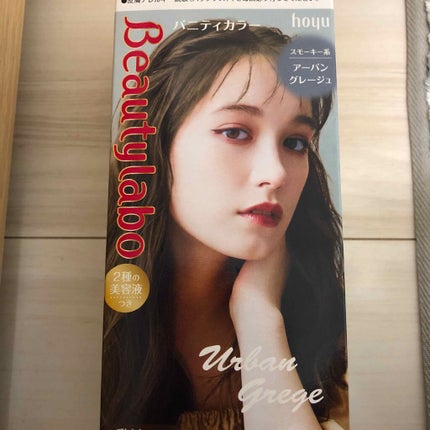 バニティカラー
hoyu
Beautylabo
スモーキー系
アーバン
グレージュ
2種の
美容液
つき
Urban
Grege